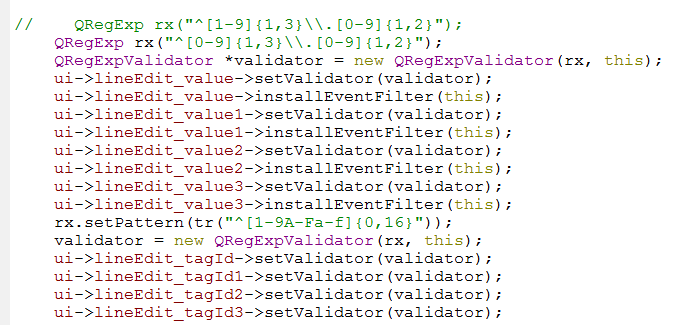 //    QRegExp rx("^[1-9]{1,3}\\.[0-9]{1,2}");
QRegExp rx("^[0-9]{1,3}\\.[0-9]{1,2}");
QRegExpValidator *validator = new QRegExpValidator(rx, this);
ui->lineEdit_value->setValidator(validator);
ui->lineEdit_value->installEventFilter(this);
ui->lineEdit_value1->setValidator(validator);
ui->lineEdit_value1->installEventFilter(this);
ui->lineEdit_value2->setValidator(validator);
ui->lineEdit_value2->installEventFilter(this);
ui->lineEdit_value3->setValidator(validator);
ui->lineEdit_value3->installEventFilter(this);
rx.setPattern(tr("^[1-9A-Fa-f]{0,16}"));
validator = new QRegExpValidator(rx, this);
ui->lineEdit_tagId->setValidator(validator);
ui->lineEdit_tagId1->setValidator(validator);
ui->lineEdit_tagId2->setValidator(validator);
ui->lineEdit_tagId3->setValidator(validator);